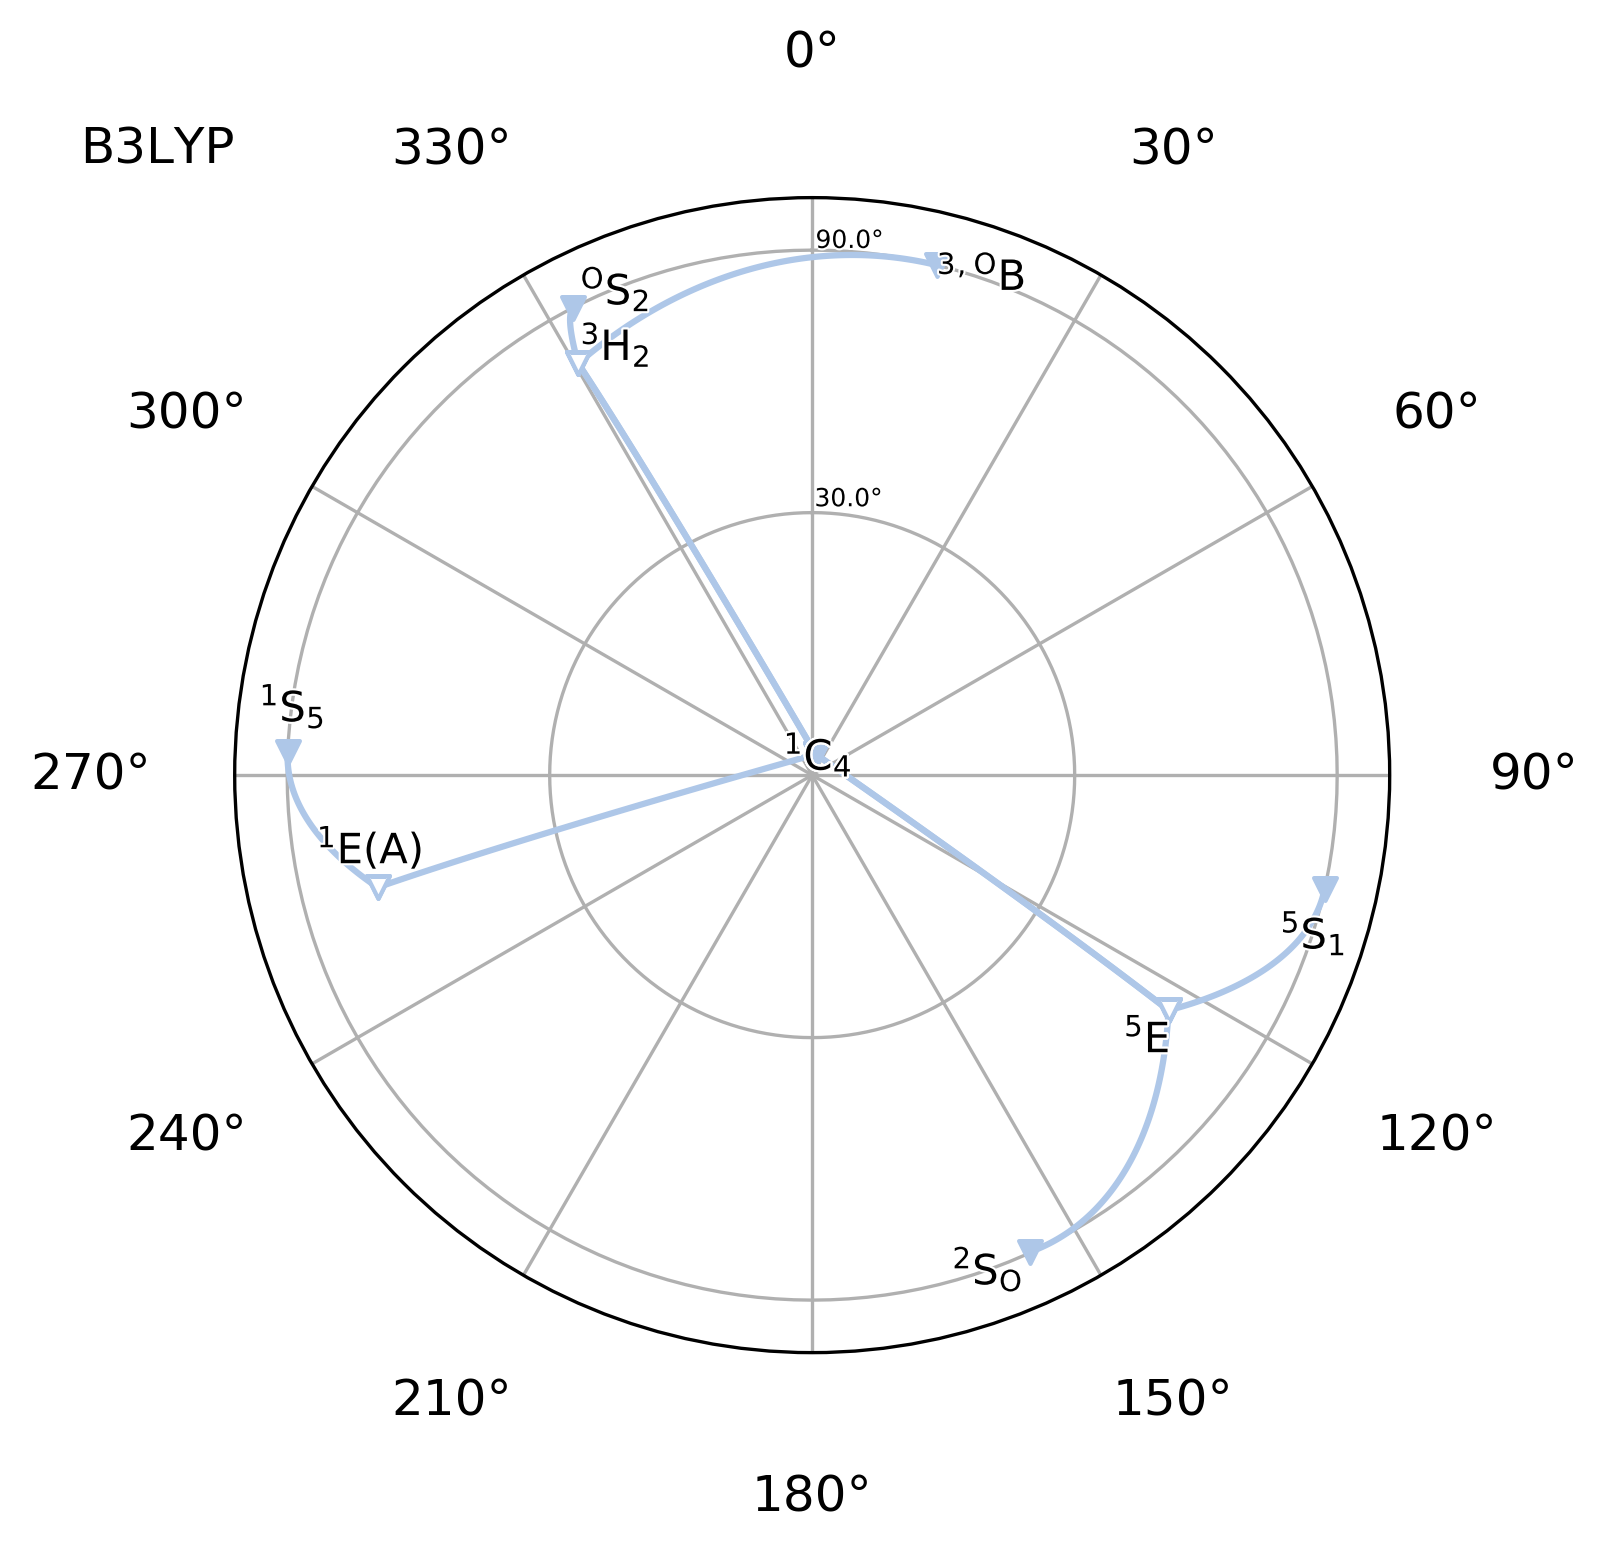 0°
B3LYP 330° 30°
90.0°
³,ᴼB
ᴼS₂
³H₂
300° 60°
30.0°
¹S₅
¹C₄
270° 90°
¹E(A)
⁵S₁
⁵E
240° 120°
²Sₒ
210° 150°
180°